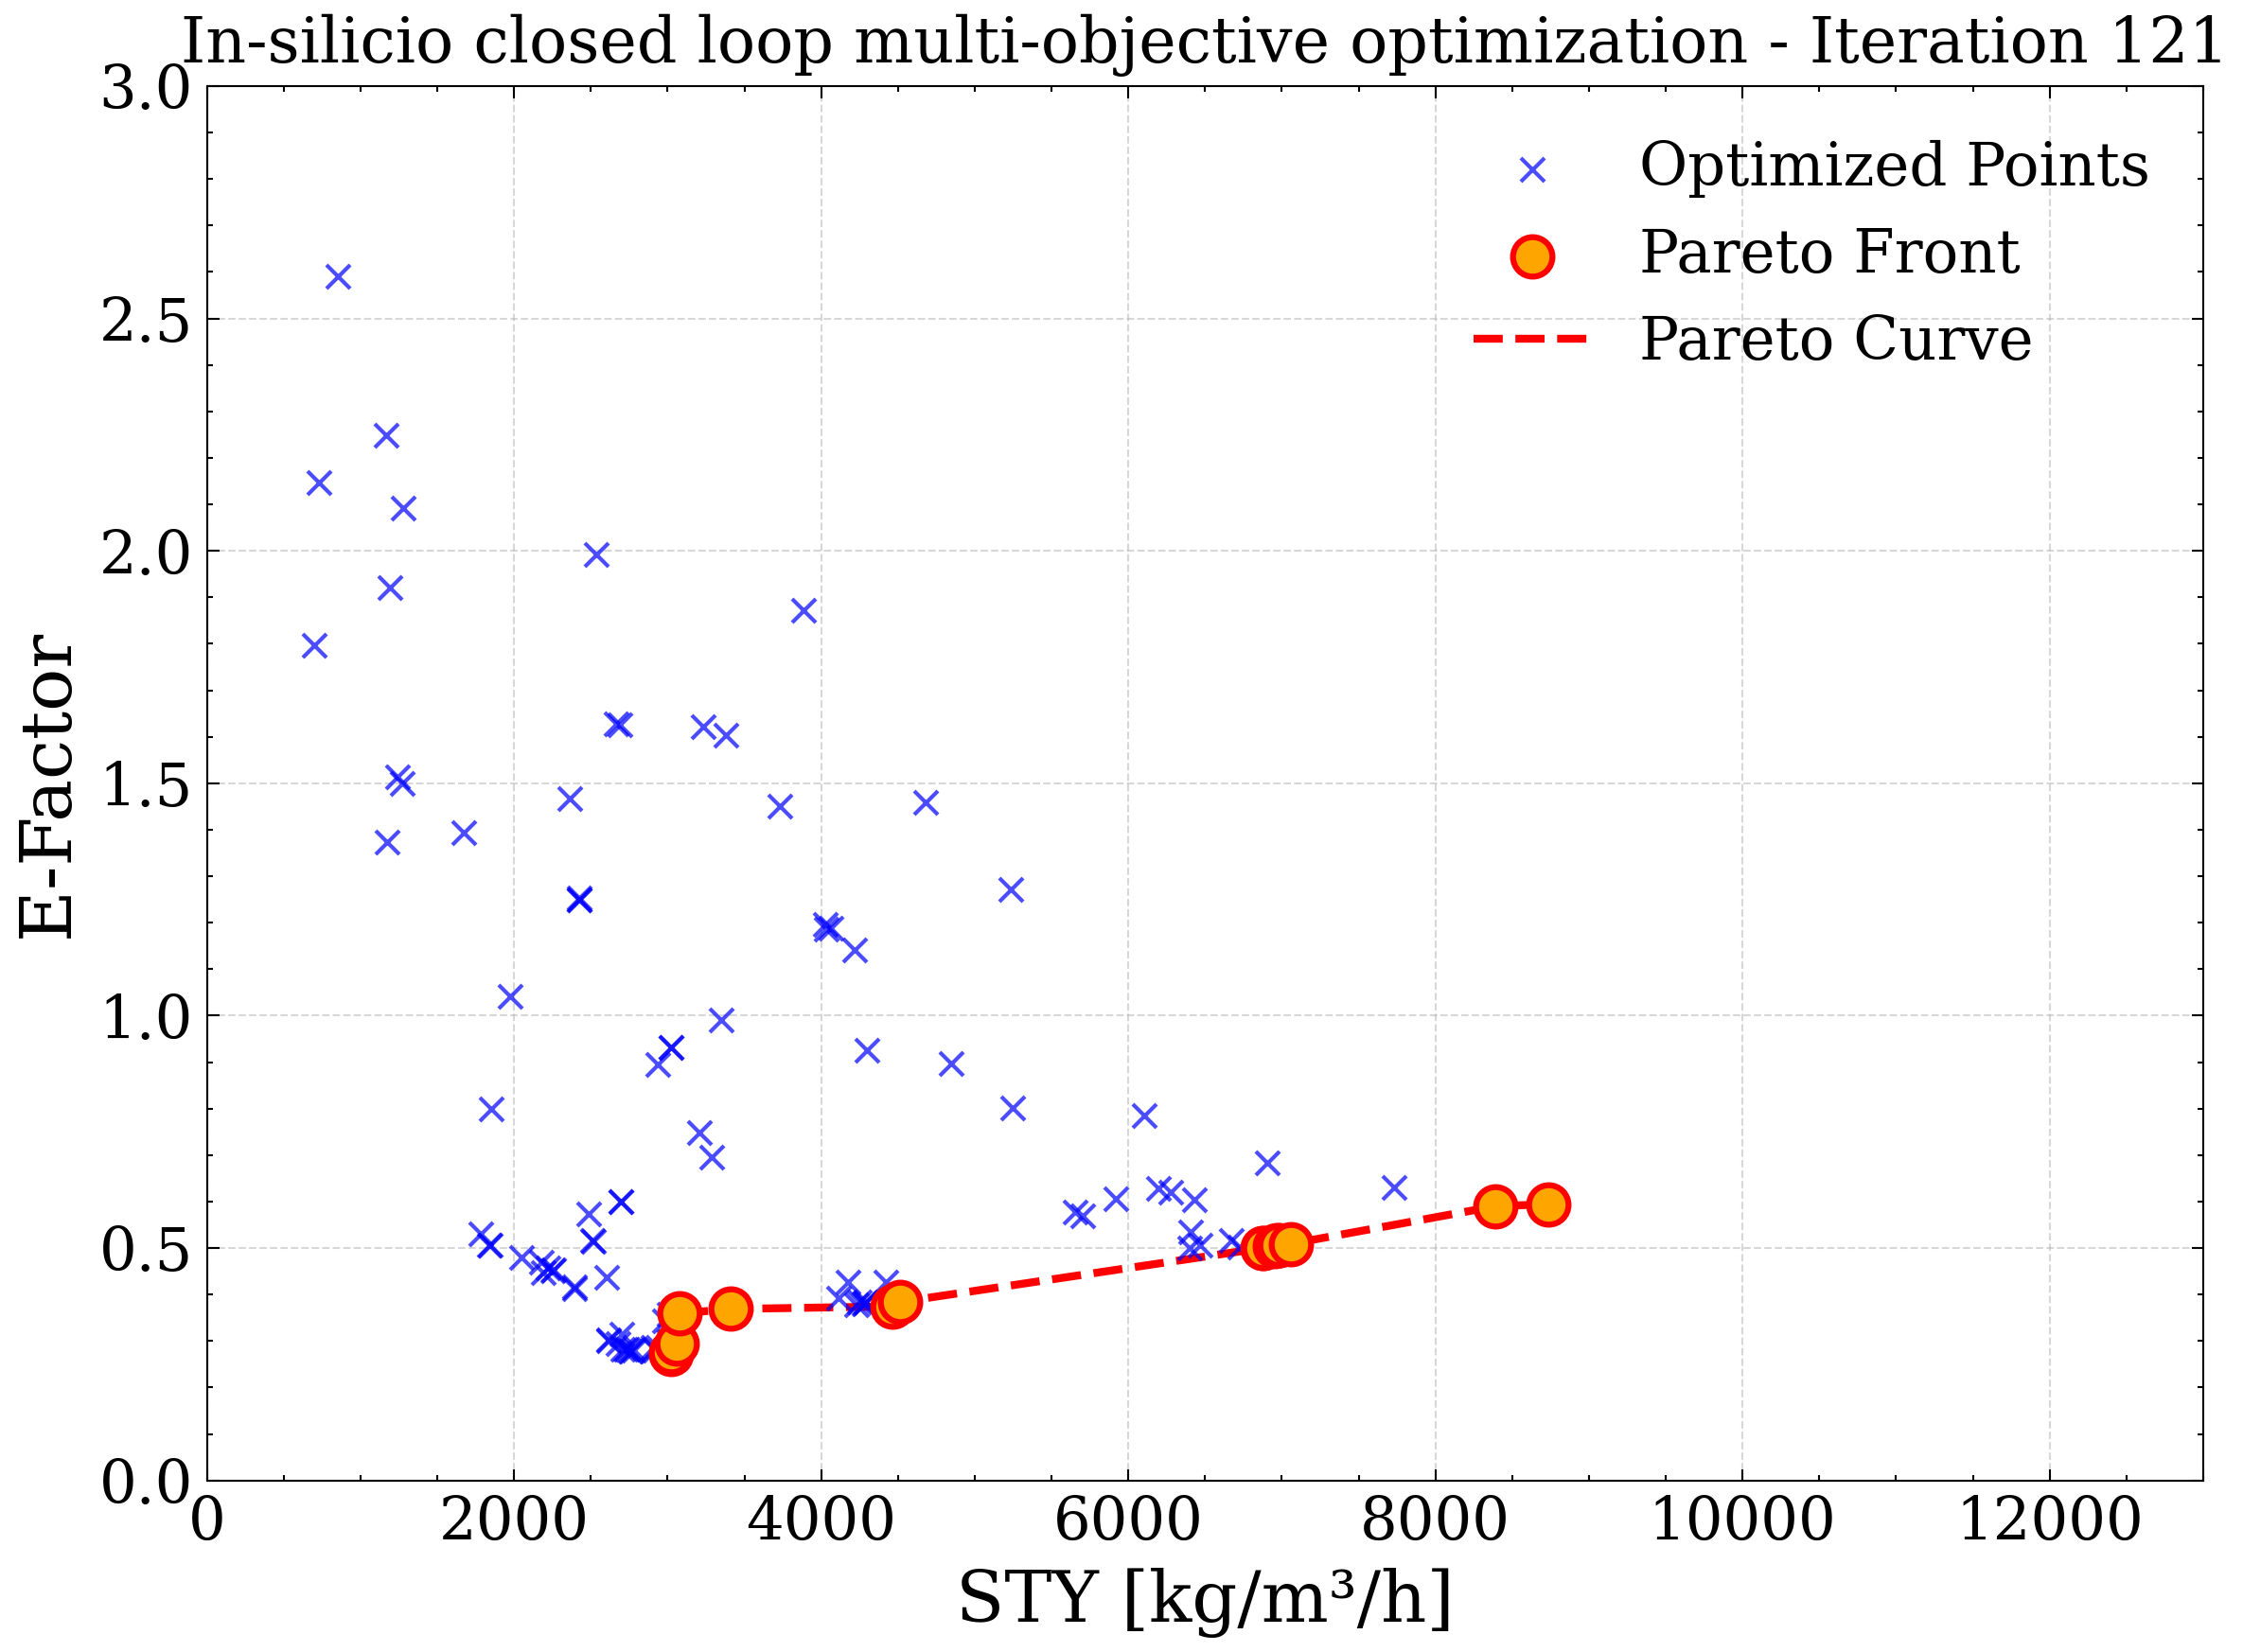 In-silicio closed loop multi-objective optimization - Iteration 121
3.0
2.5
2.0
1.5
1.0
0.5
0.0
E-Factor
Optimized Points
Pareto Front
Pareto Curve
0 2000 4000 6000 8000 10000 12000
STY [kg/m³/h]